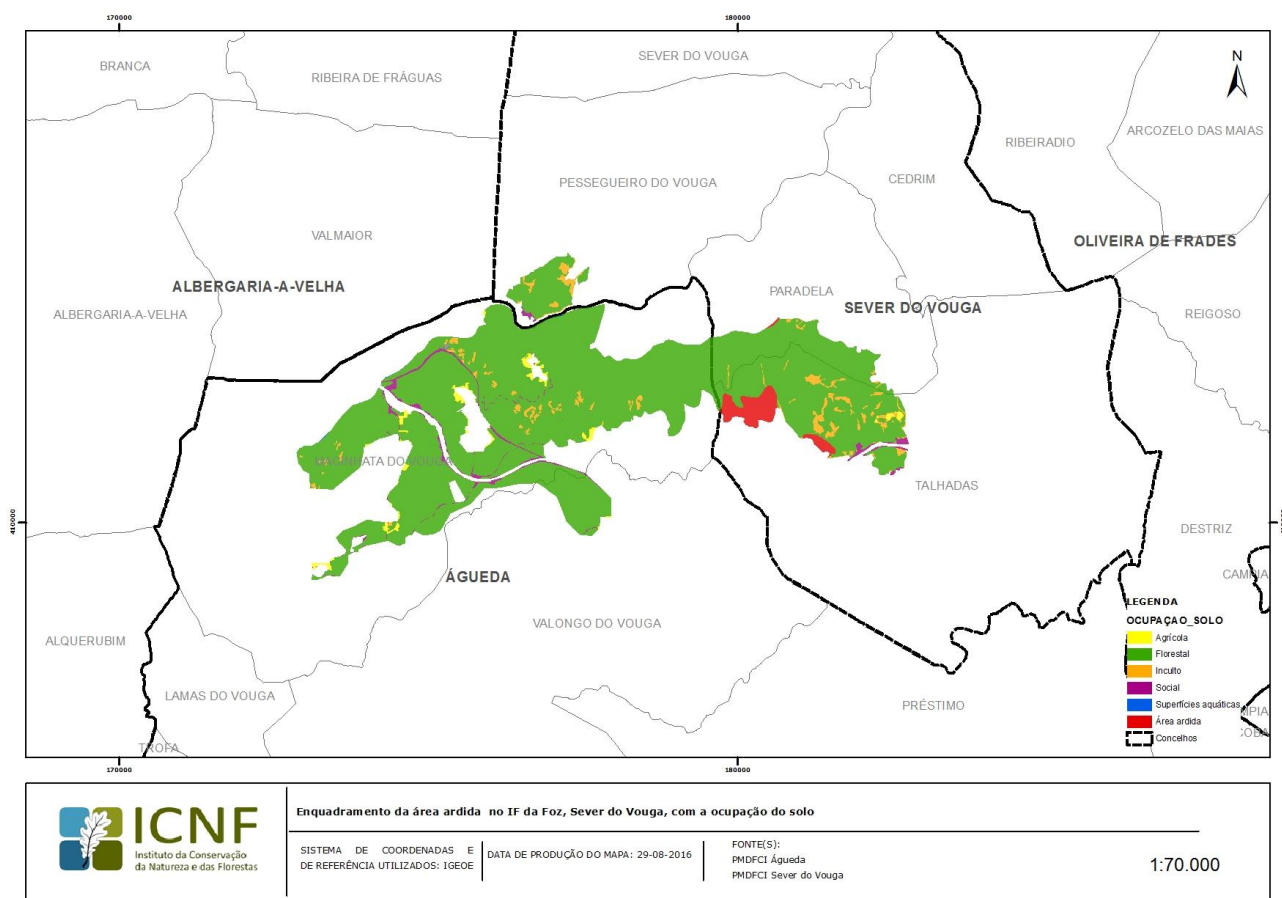 170000
180000
SEVER DO VOUGA
N
BRANCA
RIBEIRA DE FRÁGUAS
ARCOZELO DAS MAIAS
RIBEIRADIO
PESSEGUEIRO DO VOUGA
CEDRIM
VALMAIOR
OLIVEIRA DE FRADES
ALBERGARIA-A-VELHA
PARADELA
SEVER DO VOUGA
ALBERGARIA-A-VELHA
REIGOSO
MACINHATA DO VOUGA
TALHADAS
DESTRIZ
ÁGUEDA
CAMPIA
VALONGO DO VOUGA
ALQUERUBIM
LAMAS DO VOUGA
PRÉSTIMO
TROFA
LEGENDA
OCUPAÇAO_SOLO
Agrícola
Florestal
Inculto
Social
Superfícies aquáticas
Área ardida
Concelhos
170000
180000
ICNF
Instituto da Conservação
da Natureza e das Florestas
Enquadramento da área ardida no IF da Foz, Sever do Vouga, com a ocupação do solo
SISTEMA DE COORDENADAS E
DE REFERÊNCIA UTILIZADOS: IGEOE
DATA DE PRODUÇÃO DO MAPA: 29-08-2016
FONTE(S):
PMDFCI Águeda
PMDFCI Sever do Vouga
1:70.000